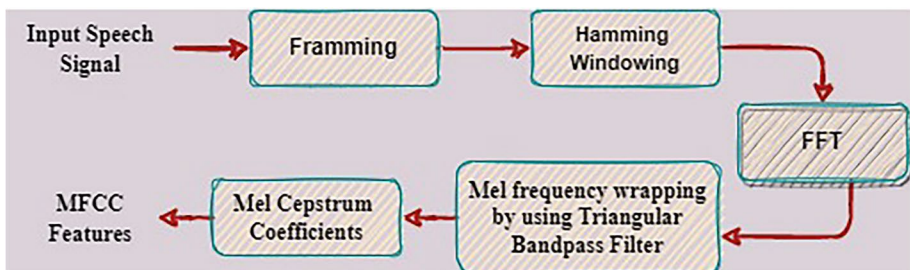 Input Speech
Signal
Framming
Hamming
Windowing
FFT
Mel frequency wrapping
by using Triangular
Bandpass Filter
Mel Cepstrum
Coefficients
MFCC
Features